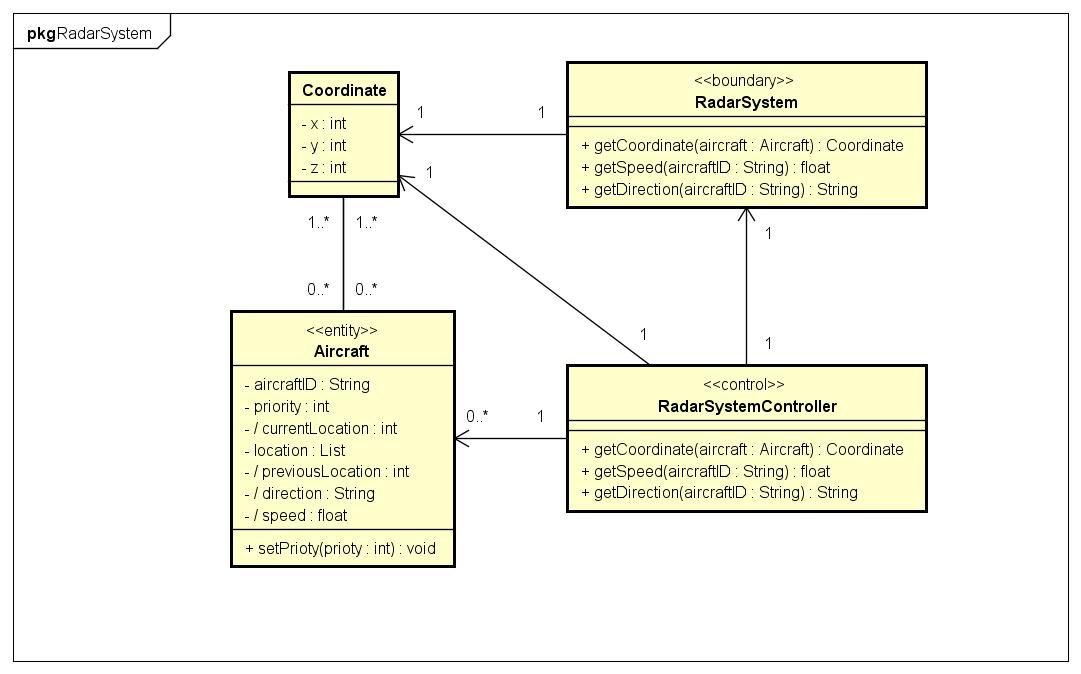 pkgRadarSystem
Coordinate
- x : int
- y : int
- z : int
<<boundary>>
RadarSystem
+ getCoordinate(aircraft : Aircraft) : Coordinate
+ getSpeed(aircraftID : String) : float
+ getDirection(aircraftID : String) : String
1
1
1
1..*
1..*
0..*
0..*
1
1
1
<<entity>>
Aircraft
- aircraftID : String
- priority : int
- / currentLocation : int
- location : List
- / previousLocation : int
- / direction : String
- / speed : float
+ setPrioty(prioty : int) : void
0..*
1
<<control>>
RadarSystemController
+ getCoordinate(aircraft : Aircraft) : Coordinate
+ getSpeed(aircraftID : String) : float
+ getDirection(aircraftID : String) : String